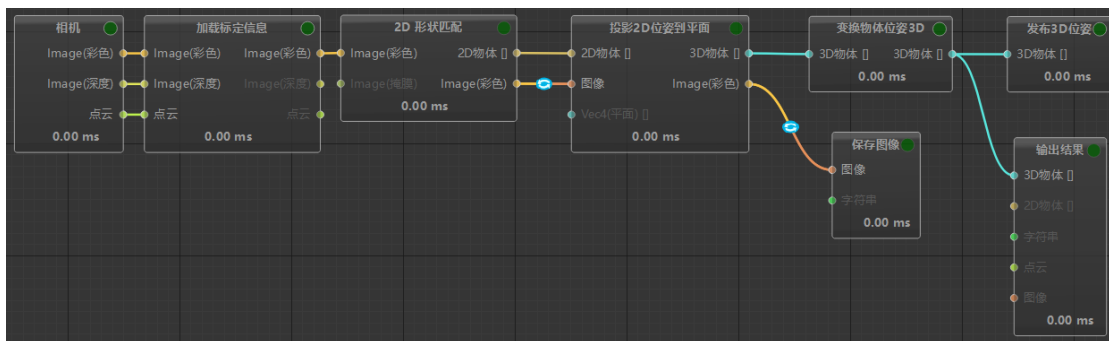 相机
Image(彩色)
Image(深度)
点云
0.00 ms
加载标定信息
Image(彩色) Image(彩色)
Image(深度) Image(深度)
点云 点云
0.00 ms
2D 形状匹配
Image(彩色) 2D物体 []
Image(掩膜) Image(彩色)
0.00 ms
投影2D位姿到平面
2D物体 [] 3D物体 []
图像 Image(彩色)
Vec4(平面) []
0.00 ms
变换物体位姿3D
3D物体 [] 3D物体 []
0.00 ms
发布3D位姿
3D物体 []
0.00 ms
保存图像
图像
字符串
0.00 ms
输出结果
3D物体 []
2D物体 []
字符串
点云
图像
0.00 ms